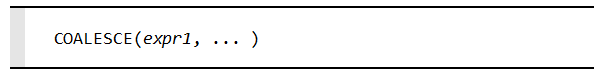 COALESCE(expr1, ... )